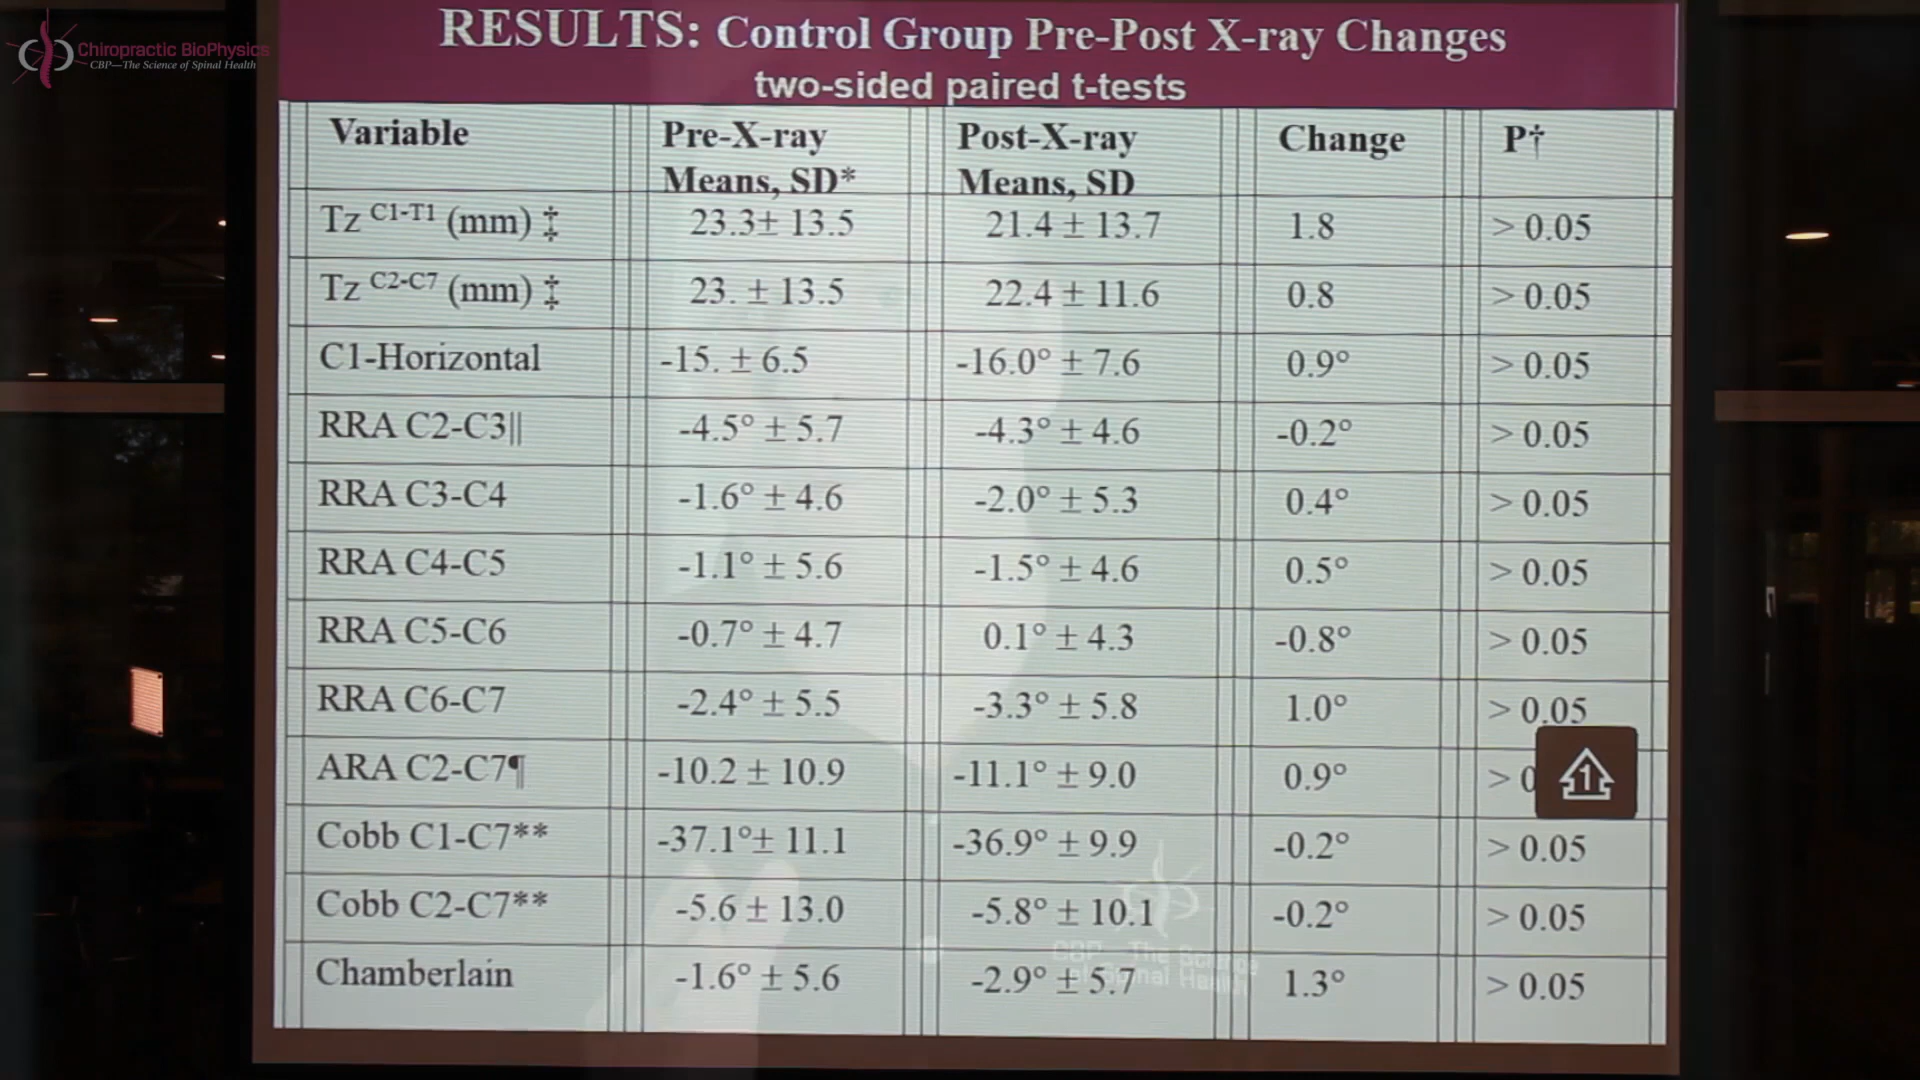 Chiropractic BioPhysics
CBP—The Science of Spinal Health
RESULTS: Control Group Pre-Post X-ray Changes
two-sided paired t-tests
Variable Pre-X-ray Means, SD* Post-X-ray Means, SD Change P†
Tz C1-T1 (mm) ‡ 23.3± 13.5 21.4 ± 13.7 1.8 > 0.05
Tz C2-C7 (mm) ‡ 23. ± 13.5 22.4 ± 11.6 0.8 > 0.05
C1-Horizontal -15. ± 6.5 -16.0° ± 7.6 0.9° > 0.05
RRA C2-C3|| -4.5° ± 5.7 -4.3° ± 4.6 -0.2° > 0.05
RRA C3-C4 -1.6° ± 4.6 -2.0° ± 5.3 0.4° > 0.05
RRA C4-C5 -1.1° ± 5.6 -1.5° ± 4.6 0.5° > 0.05
RRA C5-C6 -0.7° ± 4.7 0.1° ± 4.3 -0.8° > 0.05
RRA C6-C7 -2.4° ± 5.5 -3.3° ± 5.8 1.0° > 0.05
ARA C2-C7¶ -10.2 ± 10.9 -11.1° ± 9.0 0.9° > 0
1
Cobb C1-C7** -37.1°± 11.1 -36.9° ± 9.9 -0.2° > 0.05
Cobb C2-C7** -5.6 ± 13.0 -5.8° ± 10.1 -0.2° > 0.05
CBP—The Science
of Spinal Health
Chamberlain -1.6° ± 5.6 -2.9° ± 5.7 1.3° > 0.05